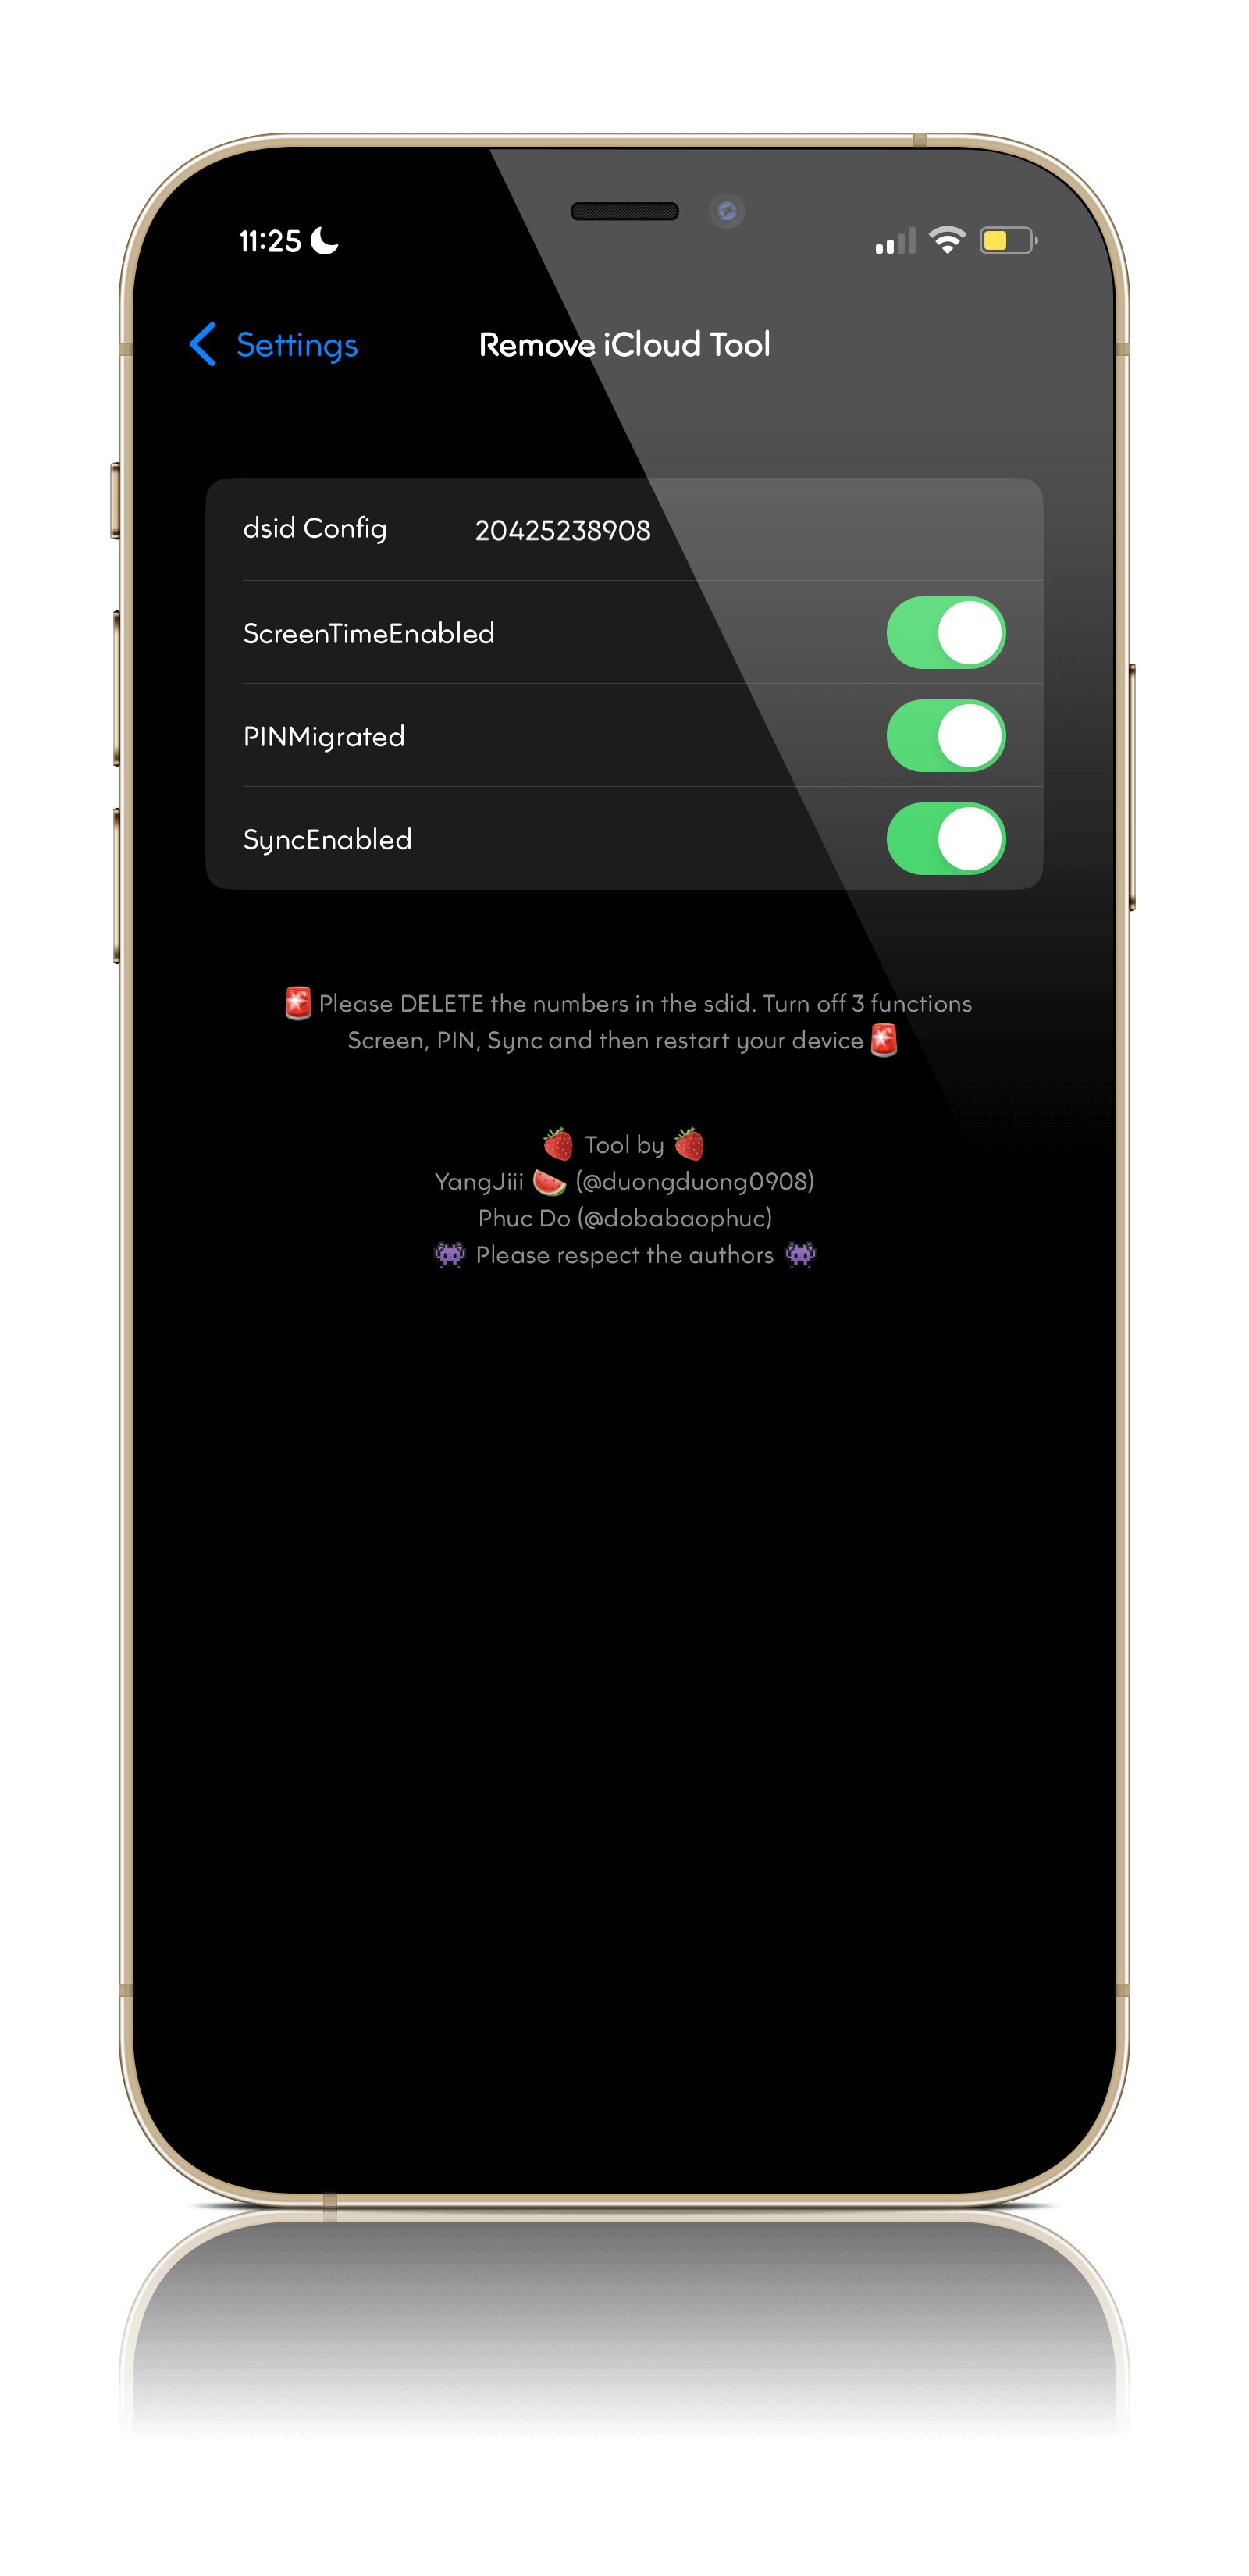 11:25
Settings
Remove iCloud Tool
dsid Config 20425238908
ScreenTimeEnabled
PINMigrated
SyncEnabled
🚨 Please DELETE the numbers in the sdid. Turn off 3 functions
Screen, PIN, Sync and then restart your device 🚨
🍓 Tool by 🍓
YangJiii 🍉 (@duongduong0908)
Phuc Do (@dobabaophuc)
👾 Please respect the authors 👾